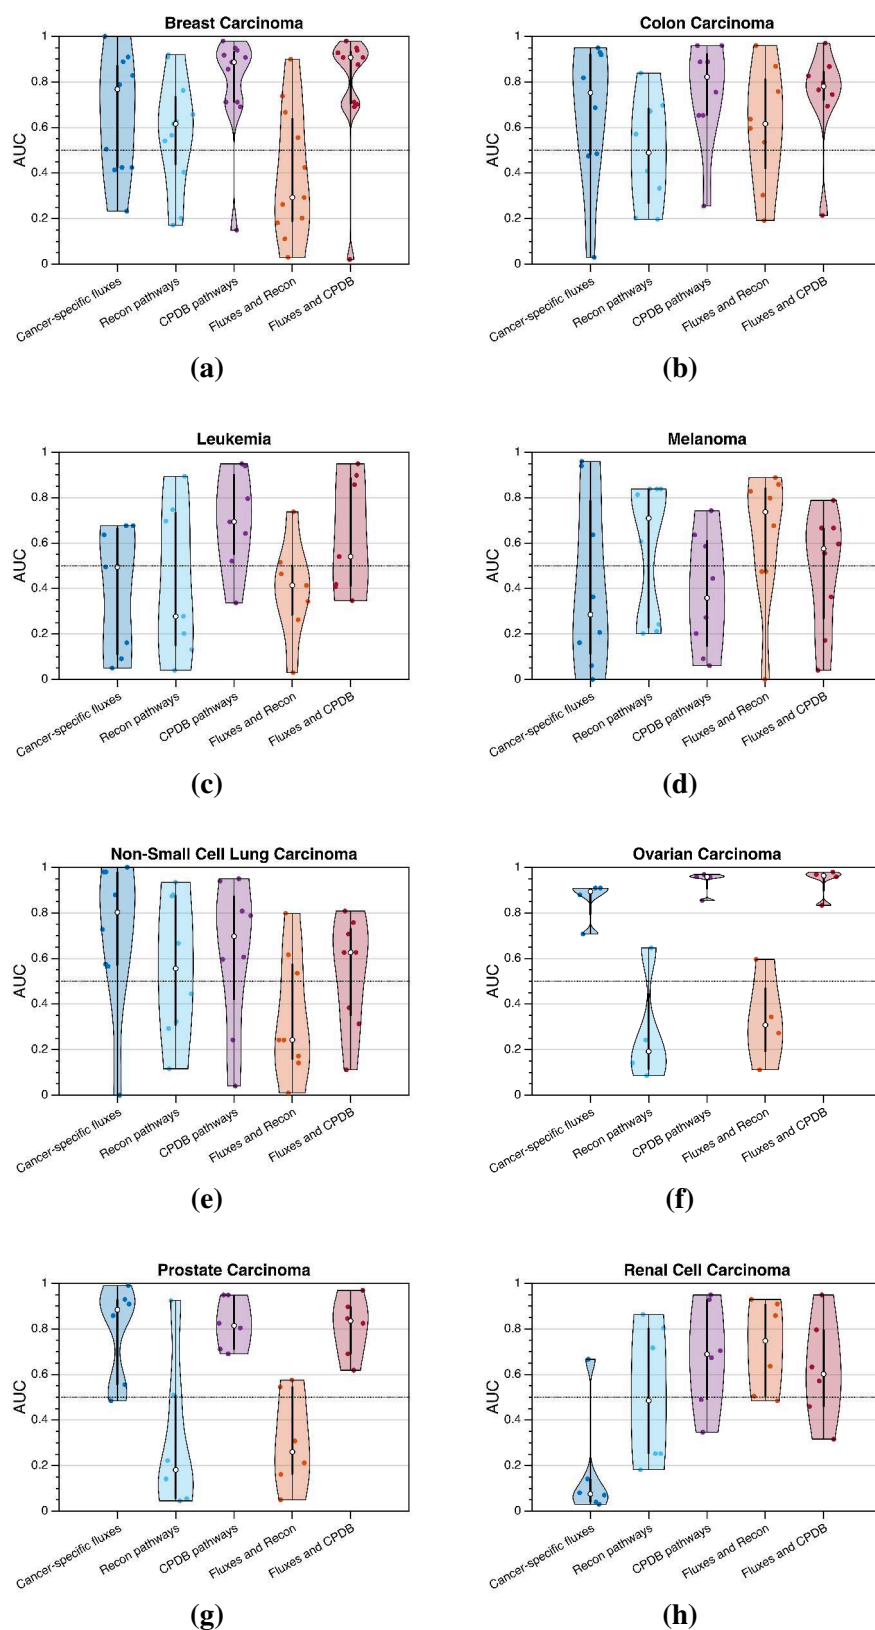 Breast Carcinoma
1
0.8
0.6
0.4
0.2
0
AUC
Cancer-specific fluxes
Recon pathways
CPDB pathways
Fluxes and Recon
Fluxes and CPDB
(a)
Colon Carcinoma
1
0.8
0.6
0.4
0.2
0
AUC
Cancer-specific fluxes
Recon pathways
CPDB pathways
Fluxes and Recon
Fluxes and CPDB
(b)
Leukemia
1
0.8
0.6
0.4
0.2
0
AUC
Cancer-specific fluxes
Recon pathways
CPDB pathways
Fluxes and Recon
Fluxes and CPDB
(c)
Melanoma
1
0.8
0.6
0.4
0.2
0
AUC
Cancer-specific fluxes
Recon pathways
CPDB pathways
Fluxes and Recon
Fluxes and CPDB
(d)
Non-Small Cell Lung Carcinoma
1
0.8
0.6
0.4
0.2
0
AUC
Cancer-specific fluxes
Recon pathways
CPDB pathways
Fluxes and Recon
Fluxes and CPDB
(e)
Ovarian Carcinoma
1
0.8
0.6
0.4
0.2
0
AUC
Cancer-specific fluxes
Recon pathways
CPDB pathways
Fluxes and Recon
Fluxes and CPDB
(f)
Prostate Carcinoma
1
0.8
0.6
0.4
0.2
0
AUC
Cancer-specific fluxes
Recon pathways
CPDB pathways
Fluxes and Recon
Fluxes and CPDB
(g)
Renal Cell Carcinoma
1
0.8
0.6
0.4
0.2
0
AUC
Cancer-specific fluxes
Recon pathways
CPDB pathways
Fluxes and Recon
Fluxes and CPDB
(h)